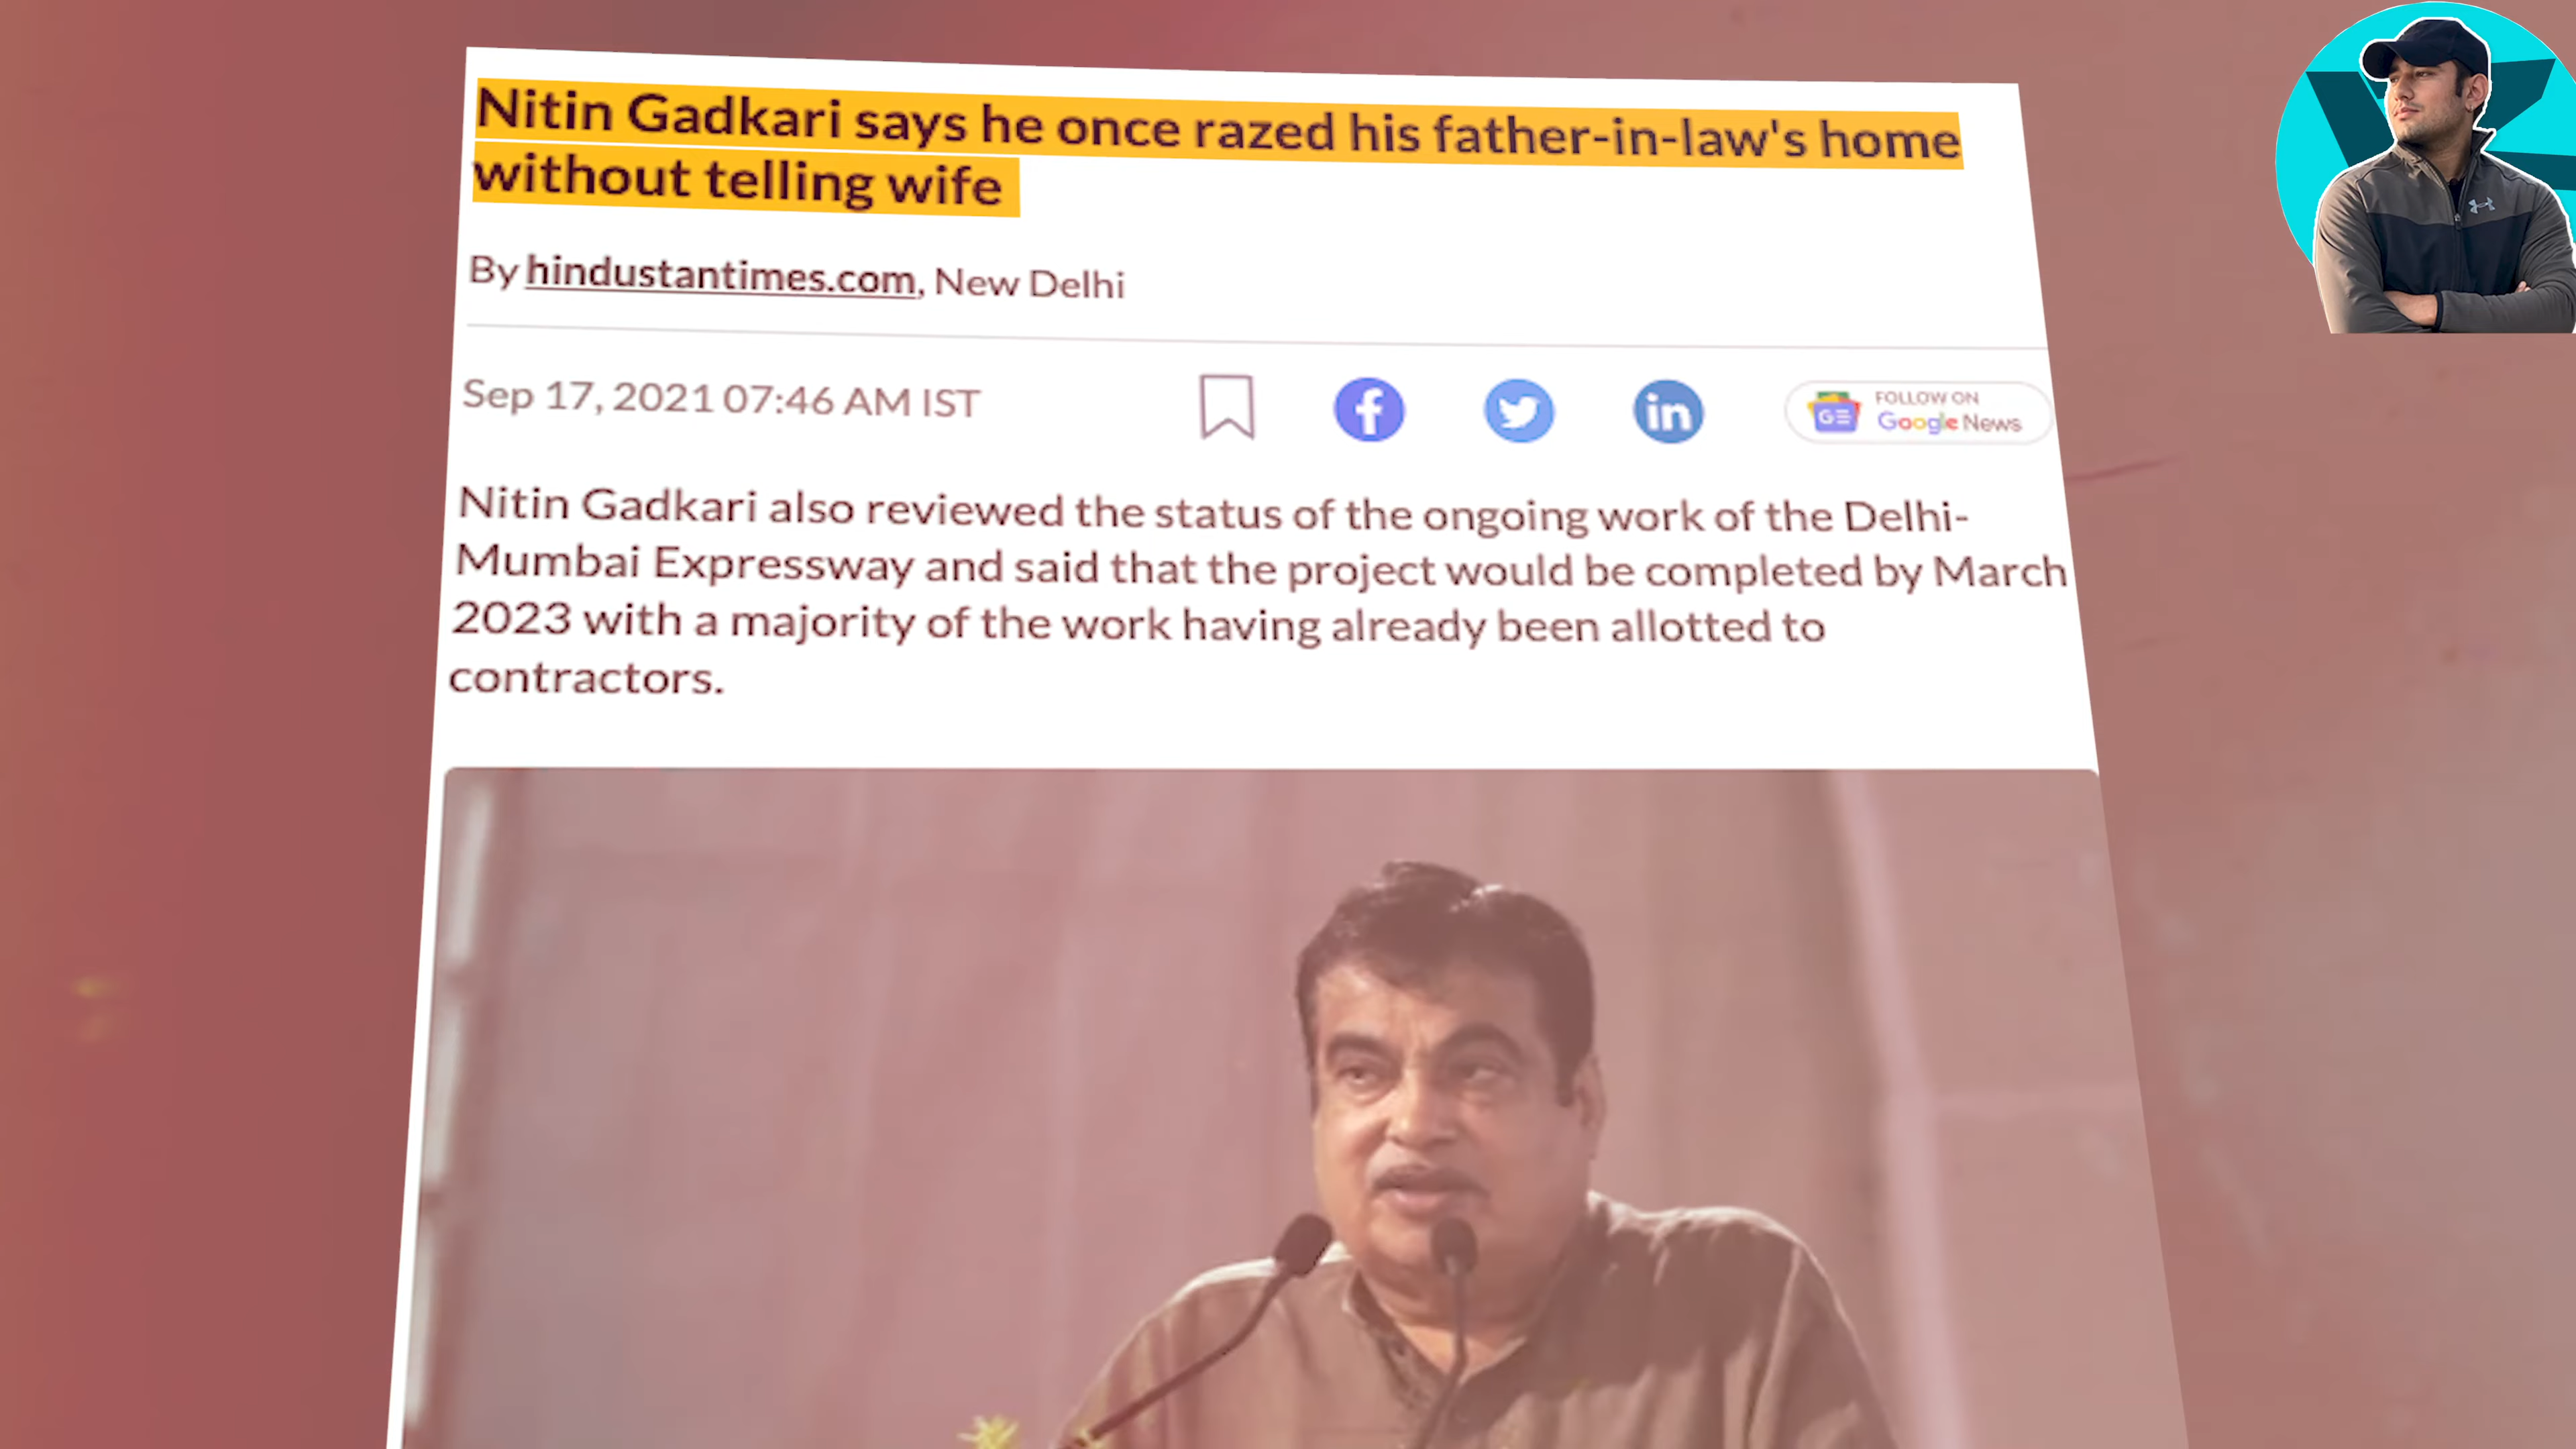 Nitin Gadkari says he once razed his father-in-law's home
without telling wife
By hindustantimes.com, New Delhi
Sep 17, 2021 07:46 AM IST
FOLLOW ON
Google News
Nitin Gadkari also reviewed the status of the ongoing work of the Delhi-
Mumbai Expressway and said that the project would be completed by March
2023 with a majority of the work having already been allotted to
contractors.